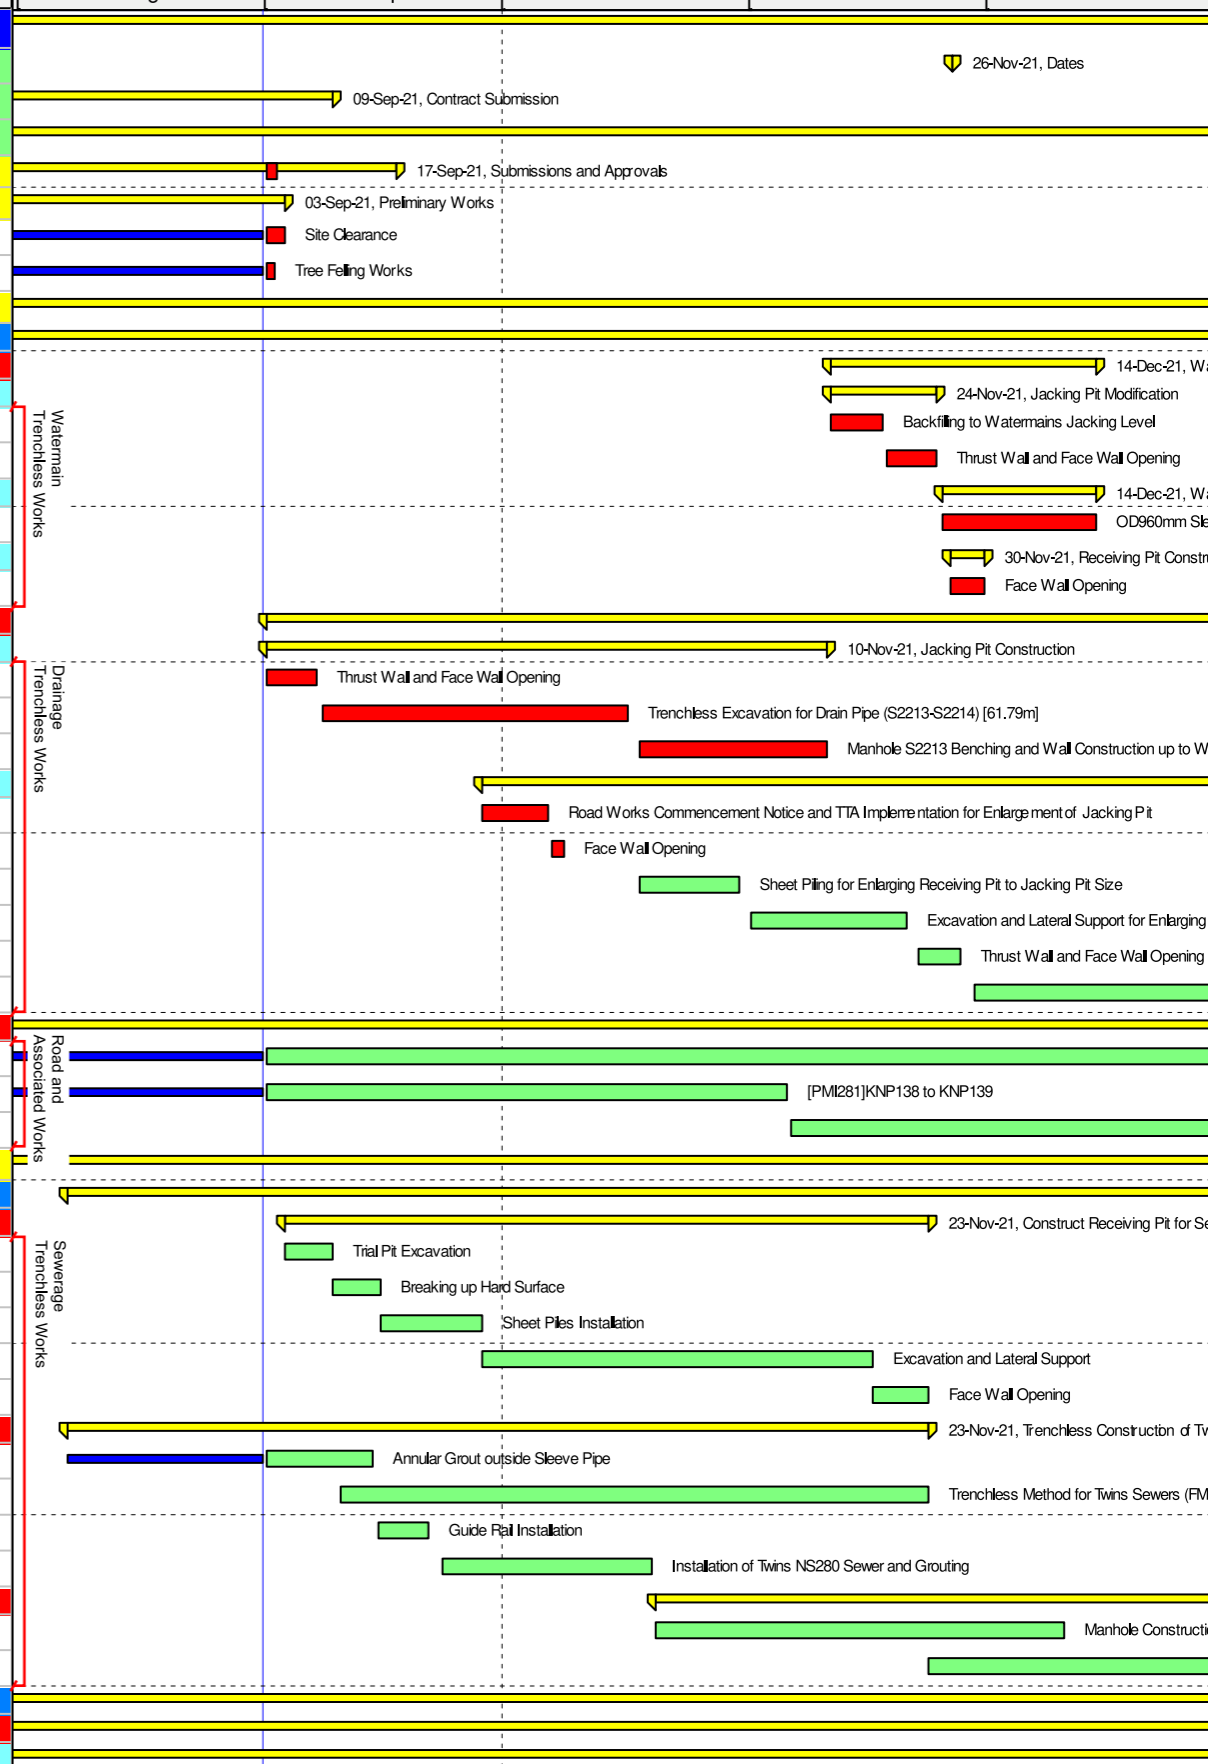 26-Nov-21, Dates
09-Sep-21, Contract Submission
17-Sep-21, Submissions and Approvals
03-Sep-21, Preliminary Works
Site Clearance
Tree Felling Works
14-Dec-21,
24-Nov-21, Jacking Pit Modification
Watermain
Trenchless Works
Backfilling to Watermains Jacking Level
Thrust Wall and Face Wall Opening
14-Dec-21,
OD960mm
30-Nov-21, Receiving Pit
Face Wall Opening
10-Nov-21, Jacking Pit Construction
Drainage
Trenchless Works
Thrust Wall and Face Wall Opening
Trenchless Excavation for Drain Pipe (S2213-S2214) [61.79m]
Manhole S2213 Benching and Wall Construction up to
Road Works Commencement Notice and TTA Implementation for Enlargement of Jacking Pit
Face Wall Opening
Sheet Piling for Enlarging Receiving Pit to Jacking Pit Size
Excavation and Lateral Support for Enlarging
Thrust Wall and Face Wall Opening
Road and
Associated Works
[PMI281]KNP138 to KNP139
23-Nov-21, Construct Receiving Pit for
Sewerage
Trenchless Works
Trial Pit Excavation
Breaking up Hard Surface
Sheet Piles Installation
Excavation and Lateral Support
Face Wall Opening
23-Nov-21, Trenchless Construction of
Annular Grout outside Sleeve Pipe
Trenchless Method for Twins Sewers (FM
Guide Rail Installation
Installation of Twins NS280 Sewer and Grouting
Manhole